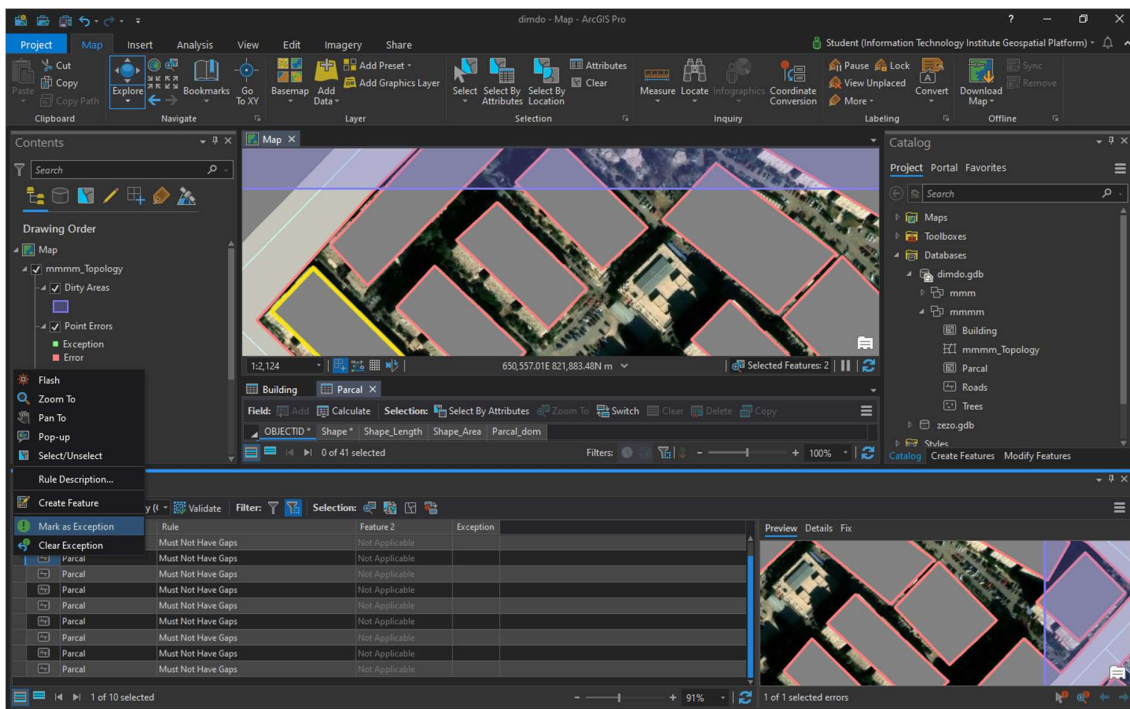 dimdo - Map - ArcGIS Pro
?
Project Map Insert Analysis View Edit Imagery Share
Student (Information Technology Institute Geospatial Platform)
Paste
Cut
Copy
Copy Path
Clipboard
Explore
Bookmarks
Go To XY
Navigate
Basemap
Add Data
Add Preset
Add Graphics Layer
Layer
Select
Select By Attributes
Select By Location
Attributes
Clear
Selection
Measure
Locate
Infographics
Coordinate Conversion
Inquiry
Pause
Lock
View Unplaced
More
Convert
Labeling
Download Map
Sync
Remove
Offline
Contents
Search
Drawing Order
Map
mmmm_Topology
Dirty Areas
Point Errors
Exception
Error
Flash
Zoom To
Pan To
Pop-up
Select/Unselect
Rule Description...
Create Feature
Mark as Exception
Clear Exception
Map
1:2,124
650,557.01E 821,883.48N m
Selected Features: 2
Building Parcal
Field: Add Calculate Selection: Select By Attributes Zoom To Switch Clear Delete Copy
OBJECTID * Shape * Shape_Length Shape_Area Parcal_dom
0 of 41 selected
Filters:
100%
Catalog
Project Portal Favorites
Search
Maps
Toolboxes
Databases
dimdo.gdb
mmm
mmmm
Building
mmmm_Topology
Parcal
Roads
Trees
zezo.gdb
Styles
Catalog Create Features Modify Features
Validate Filter: Selection:
Rule Feature 2 Exception
Must Not Have Gaps Not Applicable
Parcal Must Not Have Gaps Not Applicable
Parcal Must Not Have Gaps Not Applicable
Parcal Must Not Have Gaps Not Applicable
Parcal Must Not Have Gaps Not Applicable
Parcal Must Not Have Gaps Not Applicable
Parcal Must Not Have Gaps Not Applicable
Parcal Must Not Have Gaps Not Applicable
Parcal Must Not Have Gaps Not Applicable
1 of 10 selected
91%
Preview Details Fix
1 of 1 selected errors